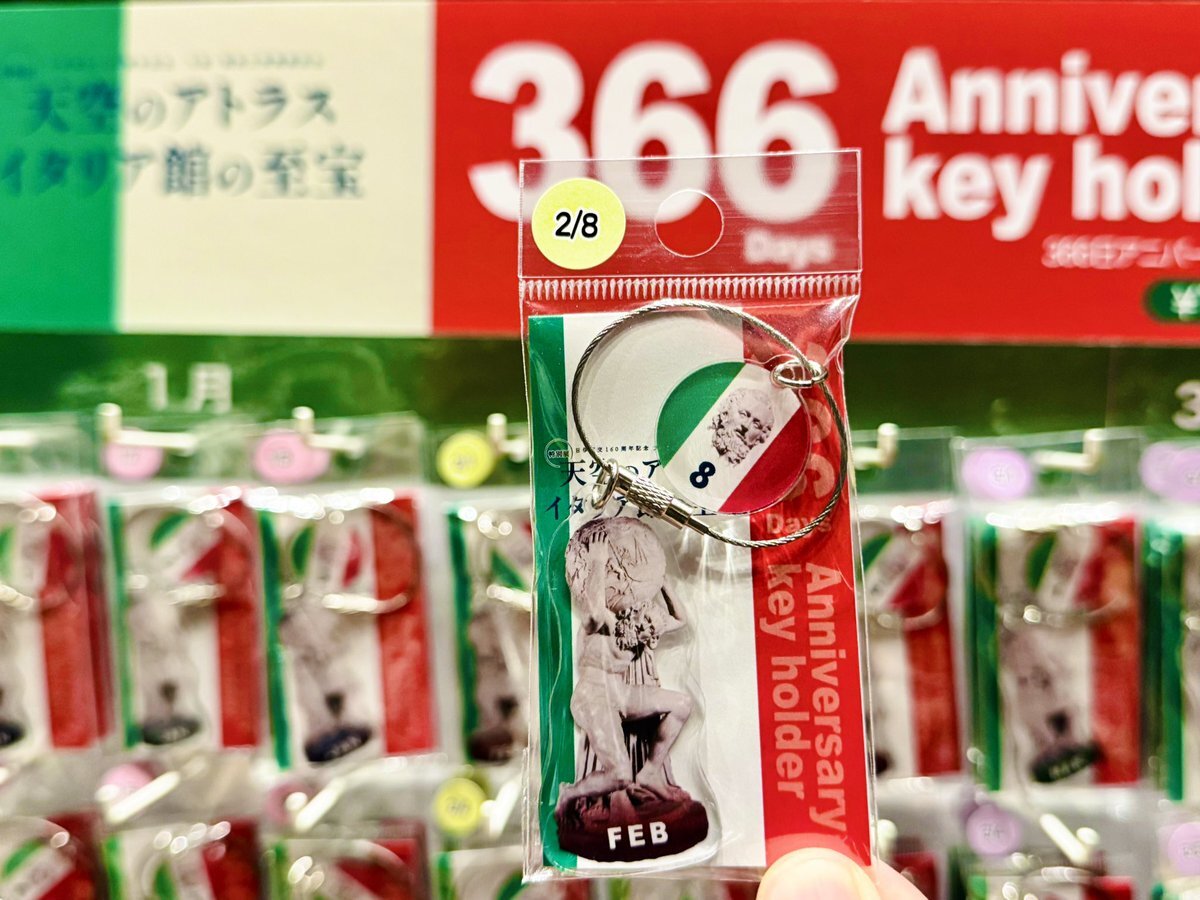 天空のアトラス
イタリア館の至宝
366
Days
Anniver
key hol
366日アニバー
¥
1月
3
2/8
8
天空のア
イタリア
Days
Anniversary
key holder
FEB